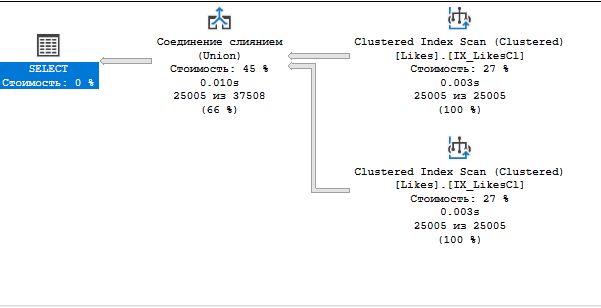 SELECT
Стоимость: 0 %
Соединение слиянием
(Union)
Стоимость: 45 %
0.010s
25005 из 37508
(66 %)
Clustered Index Scan (Clustered)
[Likes].[IX_LikesCl]
Стоимость: 27 %
0.003s
25005 из 25005
(100 %)
Clustered Index Scan (Clustered)
[Likes].[IX_LikesCl]
Стоимость: 27 %
0.003s
25005 из 25005
(100 %)